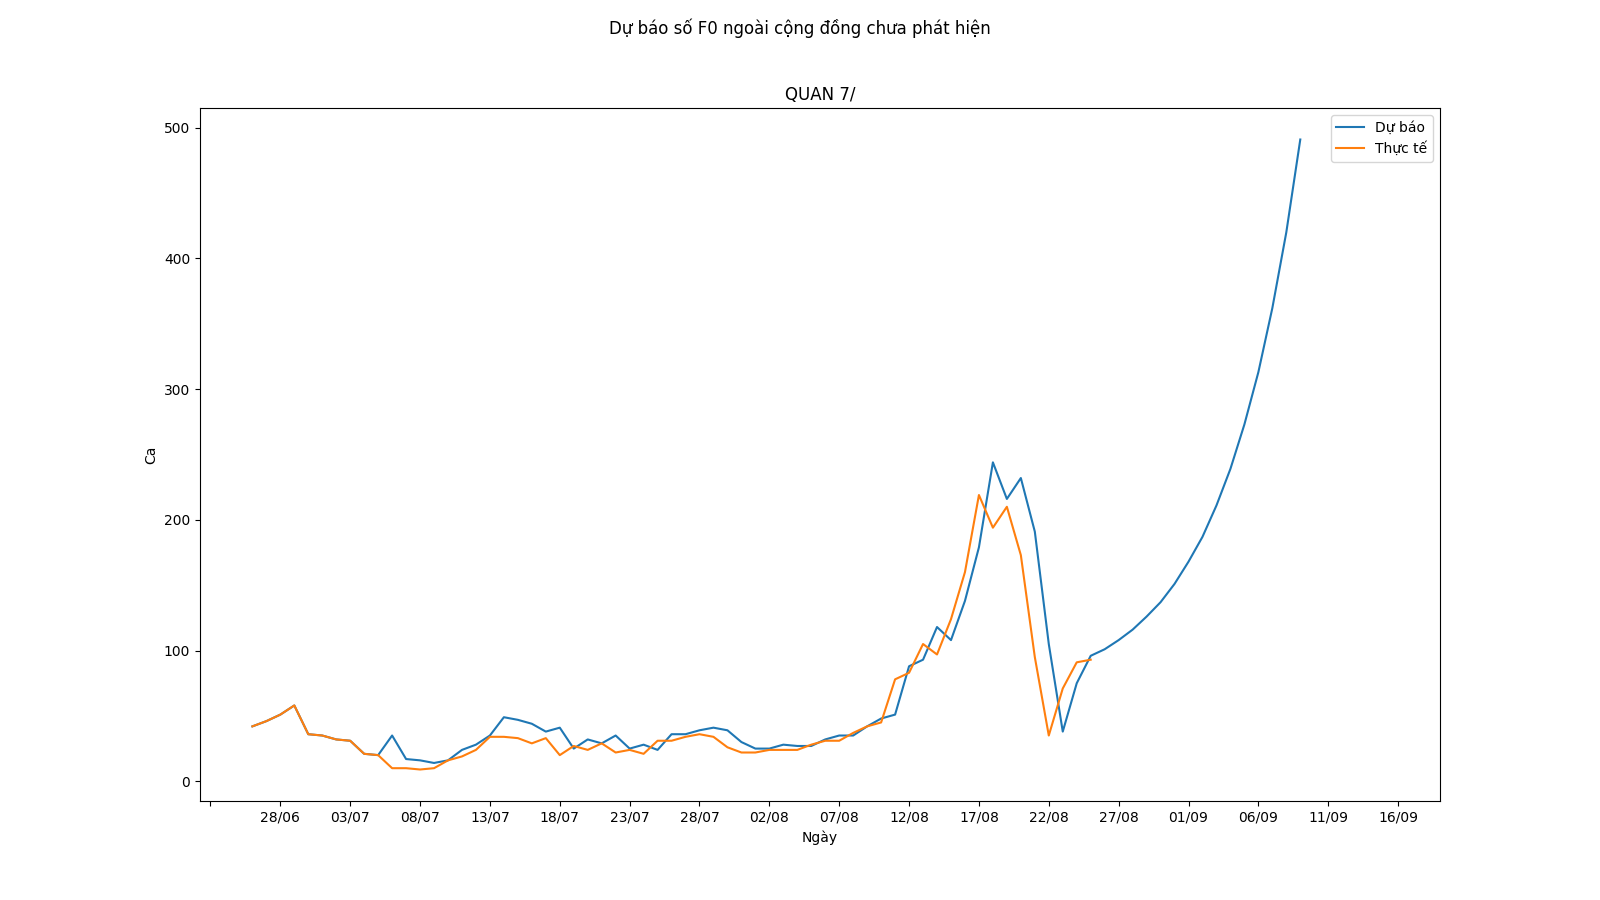 Dự báo số F0 ngoài cộng đồng chưa phát hiện
QUAN 7/
500
400
300
200
100
0
Ca
Dự báo
Thực tế
28/06 03/07 08/07 13/07 18/07 23/07 28/07 02/08 07/08 12/08 17/08 22/08 27/08 01/09 06/09 11/09 16/09
Ngày